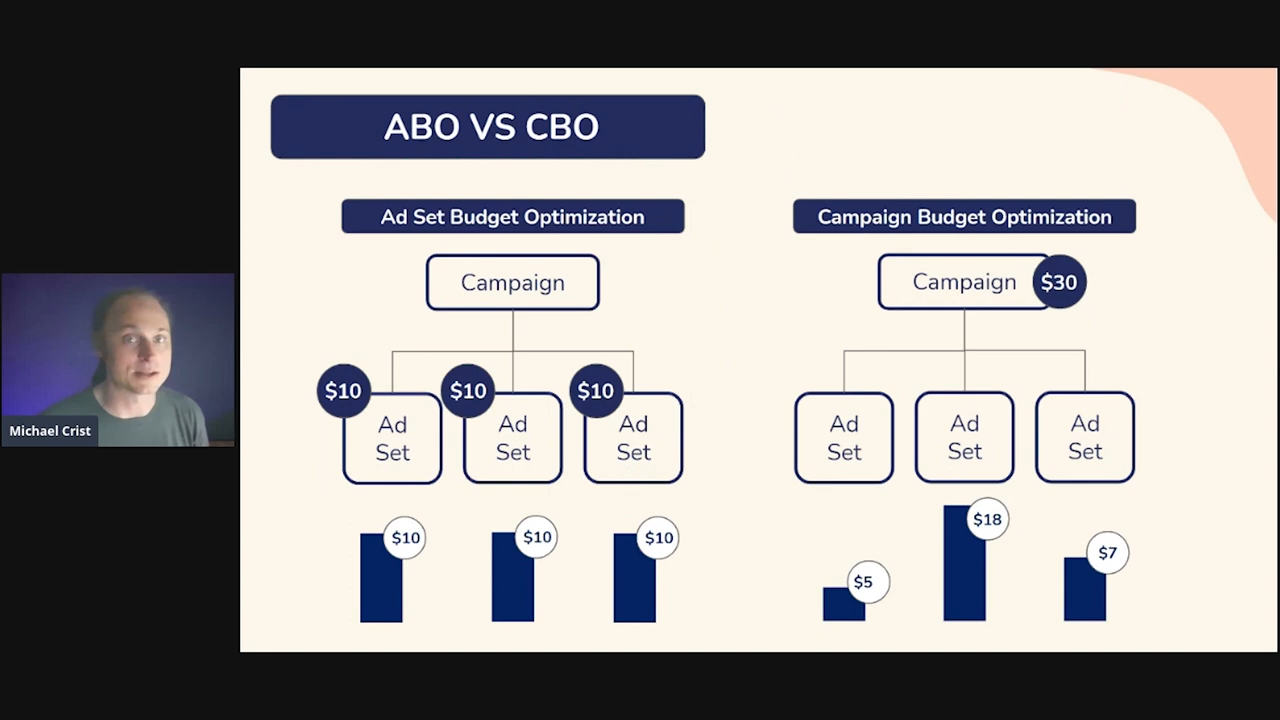 ABO VS CBO
Ad Set Budget Optimization
Campaign
$10
$10
$10
Ad
Set
Ad
Set
Ad
Set
$10
$10
$10
Campaign Budget Optimization
Campaign
$30
Ad
Set
Ad
Set
Ad
Set
$5
$18
$7
Michael Crist